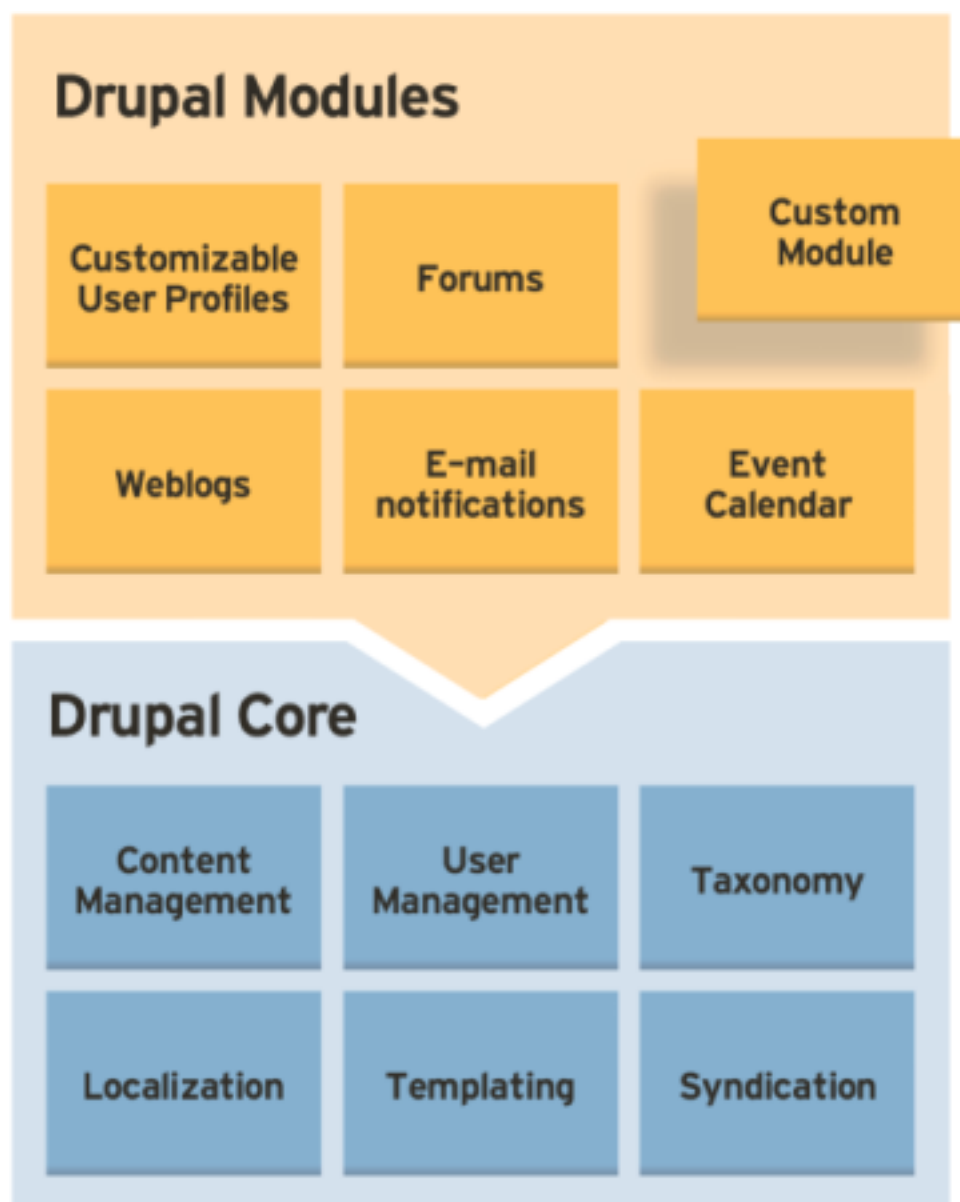 Drupal Modules
Customizable
User Profiles
Forums
Custom
Module
Weblogs
E-mail
notifications
Event
Calendar
Drupal Core
Content
Management
User
Management
Taxonomy
Localization
Templating
Syndication